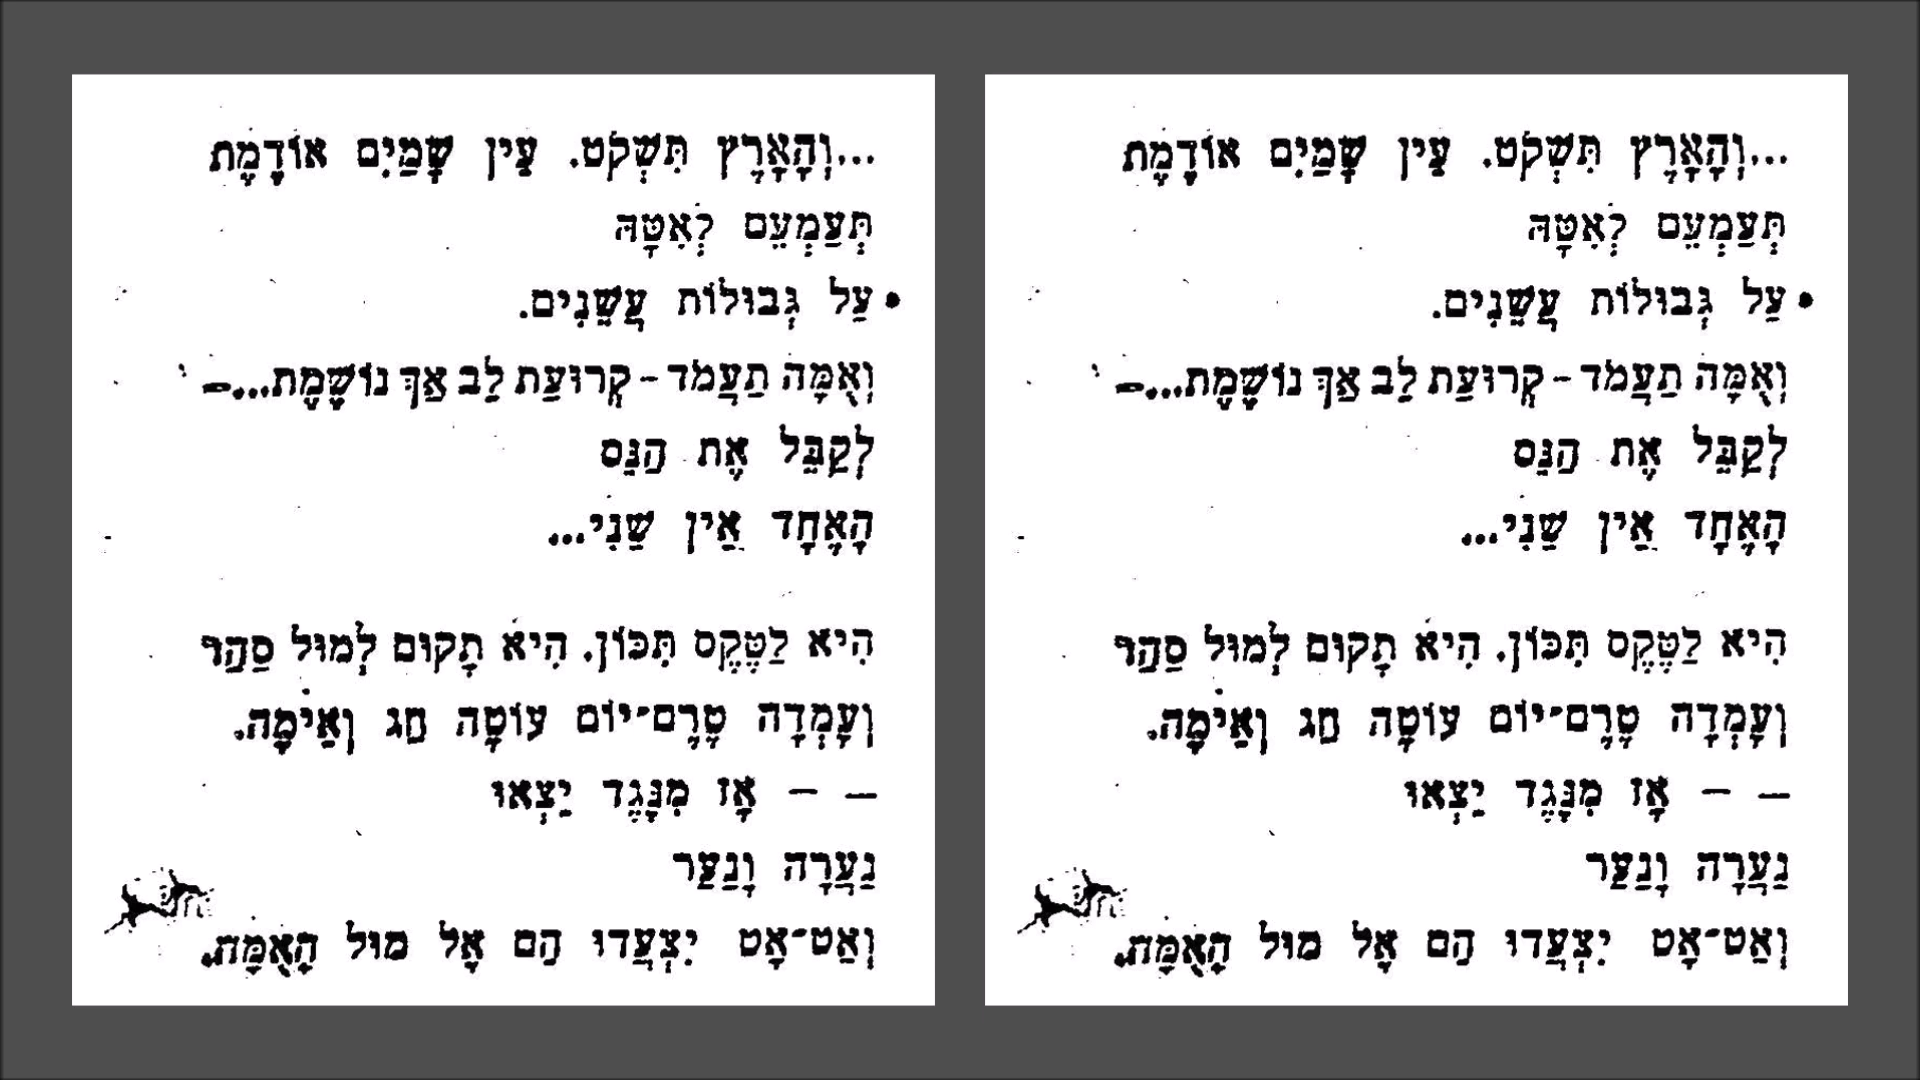 ...וְהָאָרֶץ תִּשְׁקֹט. עֵין שָׁמַיִם אוֹדֶמֶת
תְּעַמְעֵם לְאִטָּהּ
עַל גְּבוּלוֹת עֲשֵׁנִים.
וְאֻמָּה תַעֲמֹד - קְרוּעַת לֵב אַךְ נוֹשֶׁמֶת...-
לְקַבֵּל אֶת הַנֵּס
הָאֶחָד אֵין שֵׁנִי...
הִיא לַטֶּקֶס תִּכּוֹן. הִיא תָקוּם לְמוּל סַהַר
וְעָמְדָה טֶרֶם־יוֹם עוֹטָה חַג וְאֵימָה.
– – אָז מִנֶּגֶד יֵצְאוּ
נַעֲרָה וָנַעַר
וְאַט־אָט יִצְעֲדוּ הֵם אֶל מוּל הָאֻמָּה.
...וְהָאָרֶץ תִּשְׁקֹט. עֵין שָׁמַיִם אוֹדֶמֶת
תְּעַמְעֵם לְאִטָּהּ
עַל גְּבוּלוֹת עֲשֵׁנִים.
וְאֻמָּה תַעֲמֹד - קְרוּעַת לֵב אַךְ נוֹשֶׁמֶת...-
לְקַבֵּל אֶת הַנֵּס
הָאֶחָד אֵין שֵׁנִי...
הִיא לַטֶּקֶס תִּכּוֹן. הִיא תָקוּם לְמוּל סַהַר
וְעָמְדָה טֶרֶם־יוֹם עוֹטָה חַג וְאֵימָה.
– – אָז מִנֶּגֶד יֵצְאוּ
נַעֲרָה וָנַעַר
וְאַט־אָט יִצְעֲדוּ הֵם אֶל מוּל הָאֻמָּה.